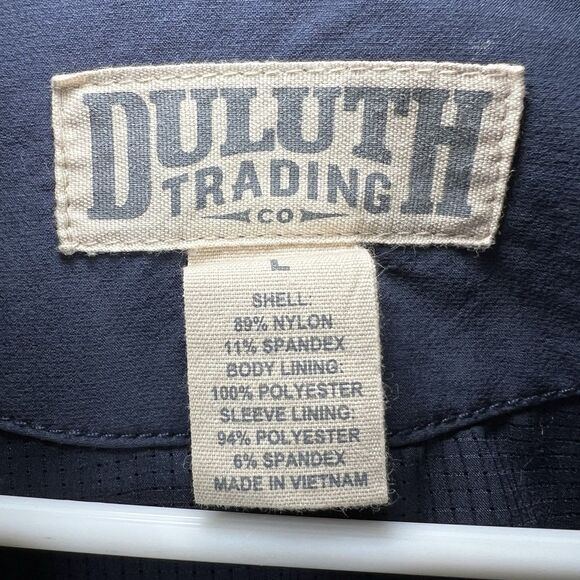 DULUTH
TRADING
CO
L
SHELL:
89% NYLON
11% SPANDEX
BODY LINING:
100% POLYESTER
SLEEVE LINING:
94% POLYESTER
6% SPANDEX
MADE IN VIETNAM